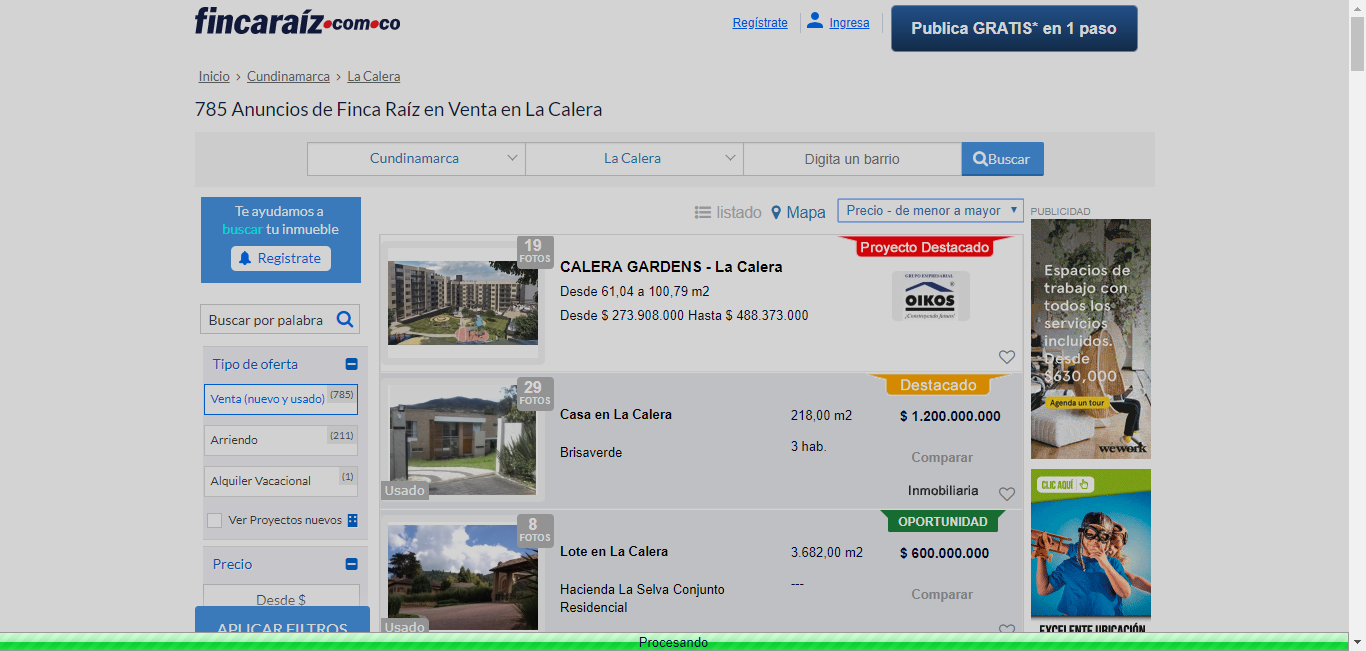 fincaraíz.com.co
Regístrate
Ingresa
Publica GRATIS* en 1 paso
Inicio › Cundinamarca › La Calera
785 Anuncios de Finca Raíz en Venta en La Calera
Cundinamarca
La Calera
Digita un barrio
Buscar
Te ayudamos a
buscar tu inmueble
Registrate
Buscar por palabra
Tipo de oferta
Venta (nuevo y usado) (785)
Arriendo (211)
Alquiler Vacacional (1)
Ver Proyectos nuevos
Precio
Desde $
APLICAR FILTROS
listado
Mapa
Precio - de menor a mayor
19
FOTOS
CALERA GARDENS - La Calera
Desde 61,04 a 100,79 m2
Desde $ 273.908.000 Hasta $ 488.373.000
Proyecto Destacado
GRUPO EMPRESARIAL
OIKOS
¡Construyendo futuro!
29
FOTOS
Usado
Casa en La Calera
Brisaverde
218,00 m2
3 hab.
Destacado
$ 1.200.000.000
Comparar
Inmobiliaria
8
FOTOS
Usado
Lote en La Calera
Hacienda La Selva Conjunto
Residencial
3.682,00 m2
---
OPORTUNIDAD
$ 600.000.000
Comparar
PUBLICIDAD
Espacios de
trabajo con
todos los
servicios
incluidos.
Desde
$630,000
Agenda un tour
wework
CLIC AQUÍ
EXCELENTE UBICACIÓN
Procesando